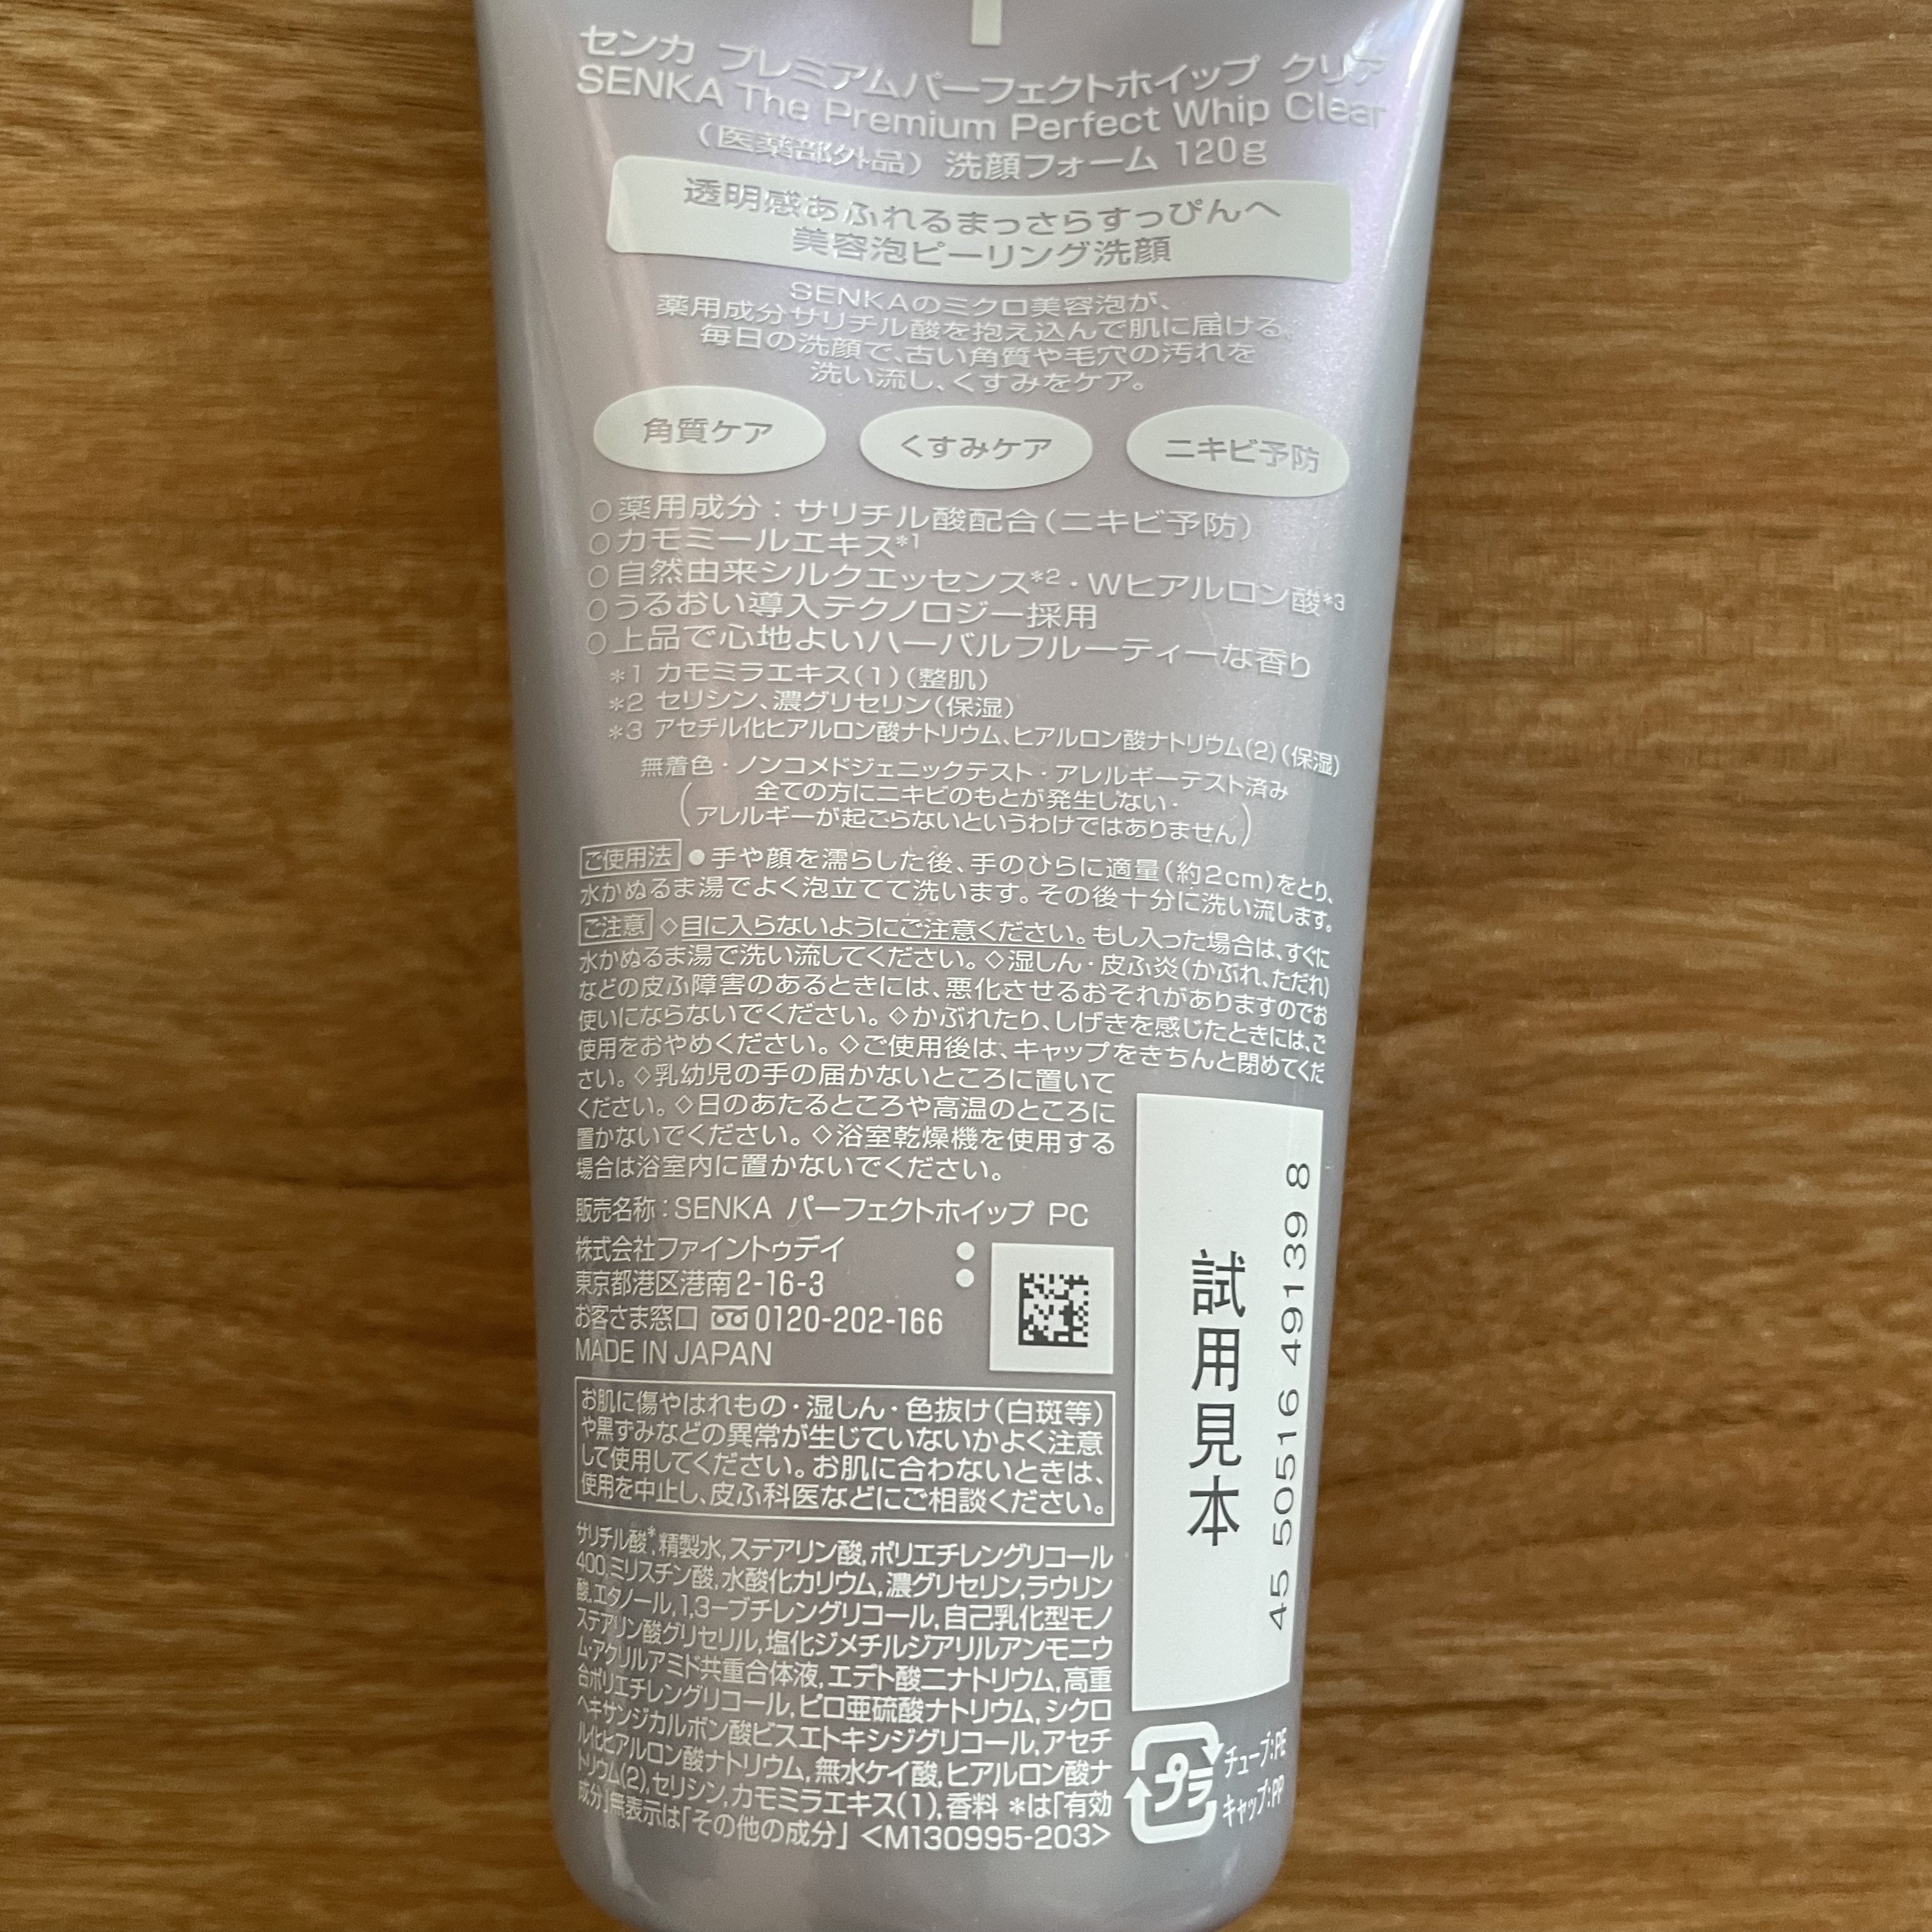 センカ プレミアムパーフェクトホイップ クリア
SENKA The Premium Perfect Whip Clear
(医薬部外品) 洗顔フォーム 120g
透明感あふれるまっさらすっぴんへ
美容泡ピーリング洗顔
SENKAのミクロ美容泡が、
薬用成分サリチル酸を抱え込んで肌に届ける。
毎日の洗顔で、古い角質や毛穴の汚れを
洗い流し、くすみをケア。
角質ケア
くすみケア
ニキビ予防
○薬用成分:サリチル酸配合(ニキビ予防)
○カモミールエキス*1
○自然由来シルクエッセンス*2・Wヒアルロン酸*3
○うるおい導入テクノロジー採用
○上品で心地よいハーバルフルーティーな香り
*1 カモミラエキス(1)(整肌)
*2 セリシン、濃グリセリン(保湿)
*3 アセチル化ヒアルロン酸ナトリウム、ヒアルロン酸ナトリウム(2)(保湿)
無着色・ノンコメドジェニックテスト・アレルギーテスト済み
(全ての方にニキビのもとが発生しない・
アレルギーが起こらないというわけではありません)
ご使用法 ●手や顔を濡らした後、手のひらに適量(約2cm)をとり、
水かぬるま湯でよく泡立てて洗います。その後十分に洗い流します。
ご注意 ◇目に入らないようにご注意ください。もし入った場合は、すぐに
水かぬるま湯で洗い流してください。◇湿しん・皮ふ炎(かぶれ、ただれ)
などの皮ふ障害のあるときには、悪化させるおそれがありますのでお
使いにならないでください。◇かぶれたり、しげきを感じたときには、ご
使用をおやめください。◇ご使用後は、キャップをきちんと閉めてくだ
さい。◇乳幼児の手の届かないところに置いて
ください。◇日のあたるところや高温のところに
置かないでください。◇浴室乾燥機を使用する
場合は浴室内に置かないでください。
販売名称:SENKA パーフェクトホイップ PC
株式会社ファイントゥデイ
東京都港区港南2-16-3
お客さま窓口 0120-202-166
MADE IN JAPAN
お肌に傷やはれもの・湿しん・色抜け(白斑等)
や黒ずみなどの異常が生じていないかよく注意
して使用してください。お肌に合わないときは、
使用を中止し、皮ふ科医などにご相談ください。
サリチル酸*,精製水,ステアリン酸,ポリエチレングリコール
400,ミリスチン酸,水酸化カリウム,濃グリセリン,ラウリン
酸,エタノール,1,3－ブチレングリコール,自己乳化型モノ
ステアリン酸グリセリル,塩化ジメチルジアリルアンモニウ
ム・アクリルアミド共重合体液,エデト酸二ナトリウム,高重
合ポリエチレングリコール,ピロ亜硫酸ナトリウム,シクロ
ヘキサンジカルボン酸ビスエトキシジグリコール,アセチ
ル化ヒアルロン酸ナトリウム,無水ケイ酸,ヒアルロン酸ナ
トリウム(2),セリシン,カモミラエキス(1),香料 *は「有効
成分」無表示は「その他の成分」 <M130995-203>
試用見本
45 50516 49139 8
プラ
チューブ:PE
キャップ:PP